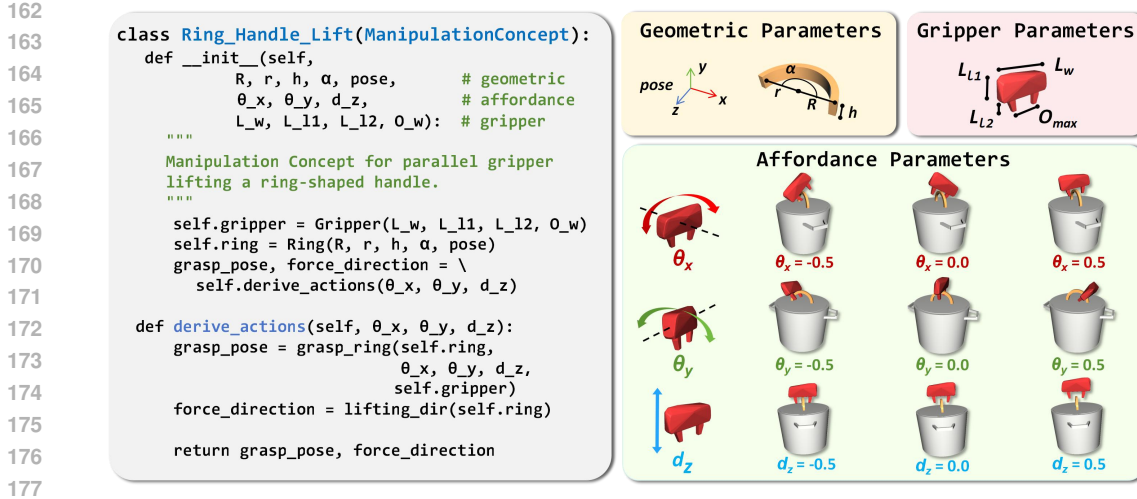 162
163
164
165
166
167
168
169
170
171
172
173
174
175
176
177
class Ring_Handle_Lift(ManipulationConcept):
def __init__(self,
R, r, h, α, pose, # geometric
θ_x, θ_y, d_z, # affordance
L_w, L_l1, L_l2, O_w): # gripper
"""
Manipulation Concept for parallel gripper
lifting a ring-shaped handle.
"""
self.gripper = Gripper(L_w, L_l1, L_l2, O_w)
self.ring = Ring(R, r, h, α, pose)
grasp_pose, force_direction = \
self.derive_actions(θ_x, θ_y, d_z)
def derive_actions(self, θ_x, θ_y, d_z):
grasp_pose = grasp_ring(self.ring,
θ_x, θ_y, d_z,
self.gripper)
force_direction = lifting_dir(self.ring)
return grasp_pose, force_direction
Geometric Parameters
pose
y
x
z
α
r
R
h
Gripper Parameters
L_l1
L_w
L_l2
O_max
Affordance Parameters
θ_x
θ_x = -0.5
θ_x = 0.0
θ_x = 0.5
θ_y
θ_y = -0.5
θ_y = 0.0
θ_y = 0.5
d_z
d_z = -0.5
d_z = 0.0
d_z = 0.5